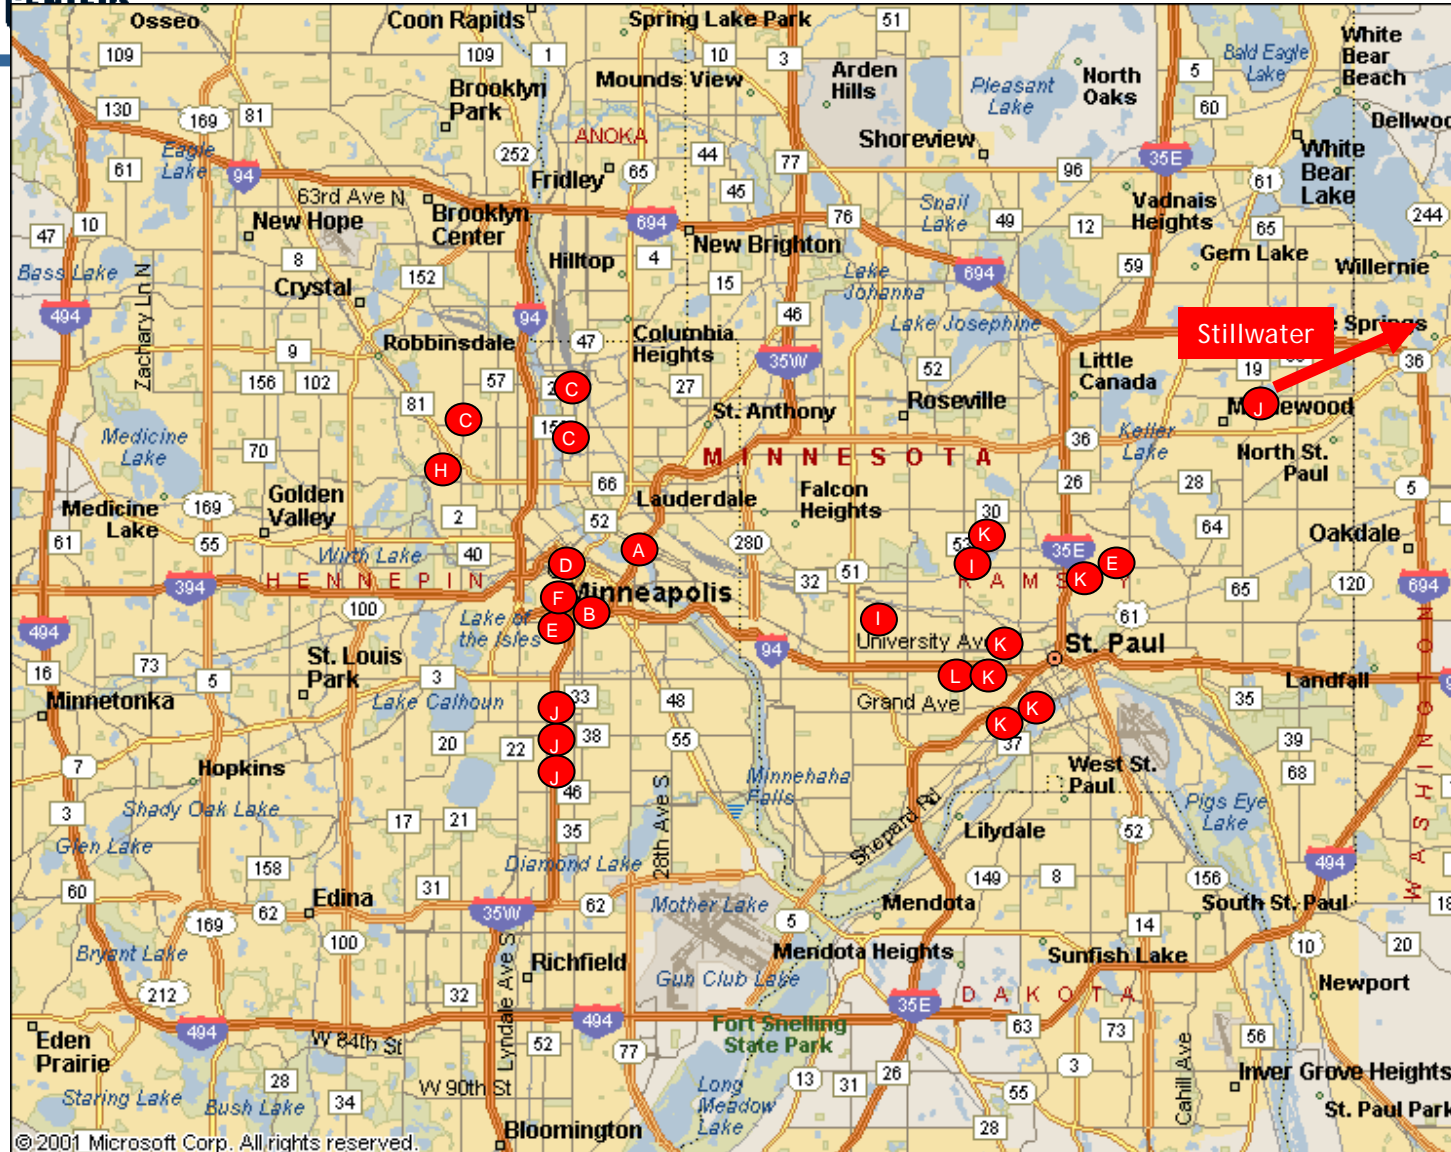 Osseo
Coon Rapids
Spring Lake Park
51
White
Bear
Beach
109
109
1
10
3
Arden
Hills
North
Oaks
5
Bald Eagle
Lake
Mounds View
Pleasant
Lake
Brooklyn
Park
60
130
169
81
ANOKA
Shoreview
Dellwoo
61
Eagle
Lake
94
252
44
77
35E
White
Bear
Lake
Fridley
65
96
61
63rd Ave N
45
10
New Hope
Brooklyn
Center
694
76
Snail
Lake
49
12
Vadnais
Heights
65
244
47
New Brighton
8
Hilltop
4
Gem Lake
Bass Lake
152
15
Lake
Johanna
694
59
Willernie
Zachary Ln N
Crystal
494
94
46
Lake Josephine
Stillwater
e Springs
Robbinsdale
47
Columbia
Heights
35W
9
Little
Canada
19
36
156
102
57
C
27
52
81
C
St. Anthony
Roseville
J
M
lewood
Medicine
Lake
70
C
MINNESOTA
36
Keller
Lake
North St.
Paul
H
66
Lauderdale
Falcon
Heights
26
28
5
Golden
Valley
169
Medicine
Lake
2
52
30
64
Oakdale
61
55
Wirth Lake
40
A
280
K
35E
D
I
E
394
HENNEPIN
Minneapolis
32
51
K
RAMSEY
65
120
694
100
F
B
I
61
494
Lake of
the Isles
E
University Ave
K
St. Paul
94
16
73
St. Louis
Park
5
3
L
K
Landfall
Minnetonka
Lake Calhoun
33
48
Grand Ave
35
J
K
K
20
22
J
38
55
37
39
7
Hopkins
J
Minnehaha
Falls
West St.
Paul
68
3
Shady Oak Lake
46
28th Ave S
Pigs Eye
Lake
17
21
35
Shepard Rd
Lilydale
52
WASHINGTON
Glen Lake
158
Diamond Lake
494
60
31
149
8
156
Edina
62
35W
62
Mother Lake
Mendota
South St. Paul
169
5
14
18
100
10
20
Bryant Lake
Lyndale Ave S
Richfield
Mendota Heights
Sunfish Lake
Gun Club Lake
212
32
35E
DAKOTA
Newport
494
494
Fort Snelling
State Park
63
73
56
Eden
Prairie
W 84th St
52
77
Cahill Ave
3
28
W 90th St
13
31
26
55
Inver Grove Heights
Staring Lake
Bush Lake
34
Long
Meadow
Lake
28
St. Paul Park
Bloomington
© 2001 Microsoft Corp. All rights reserved.